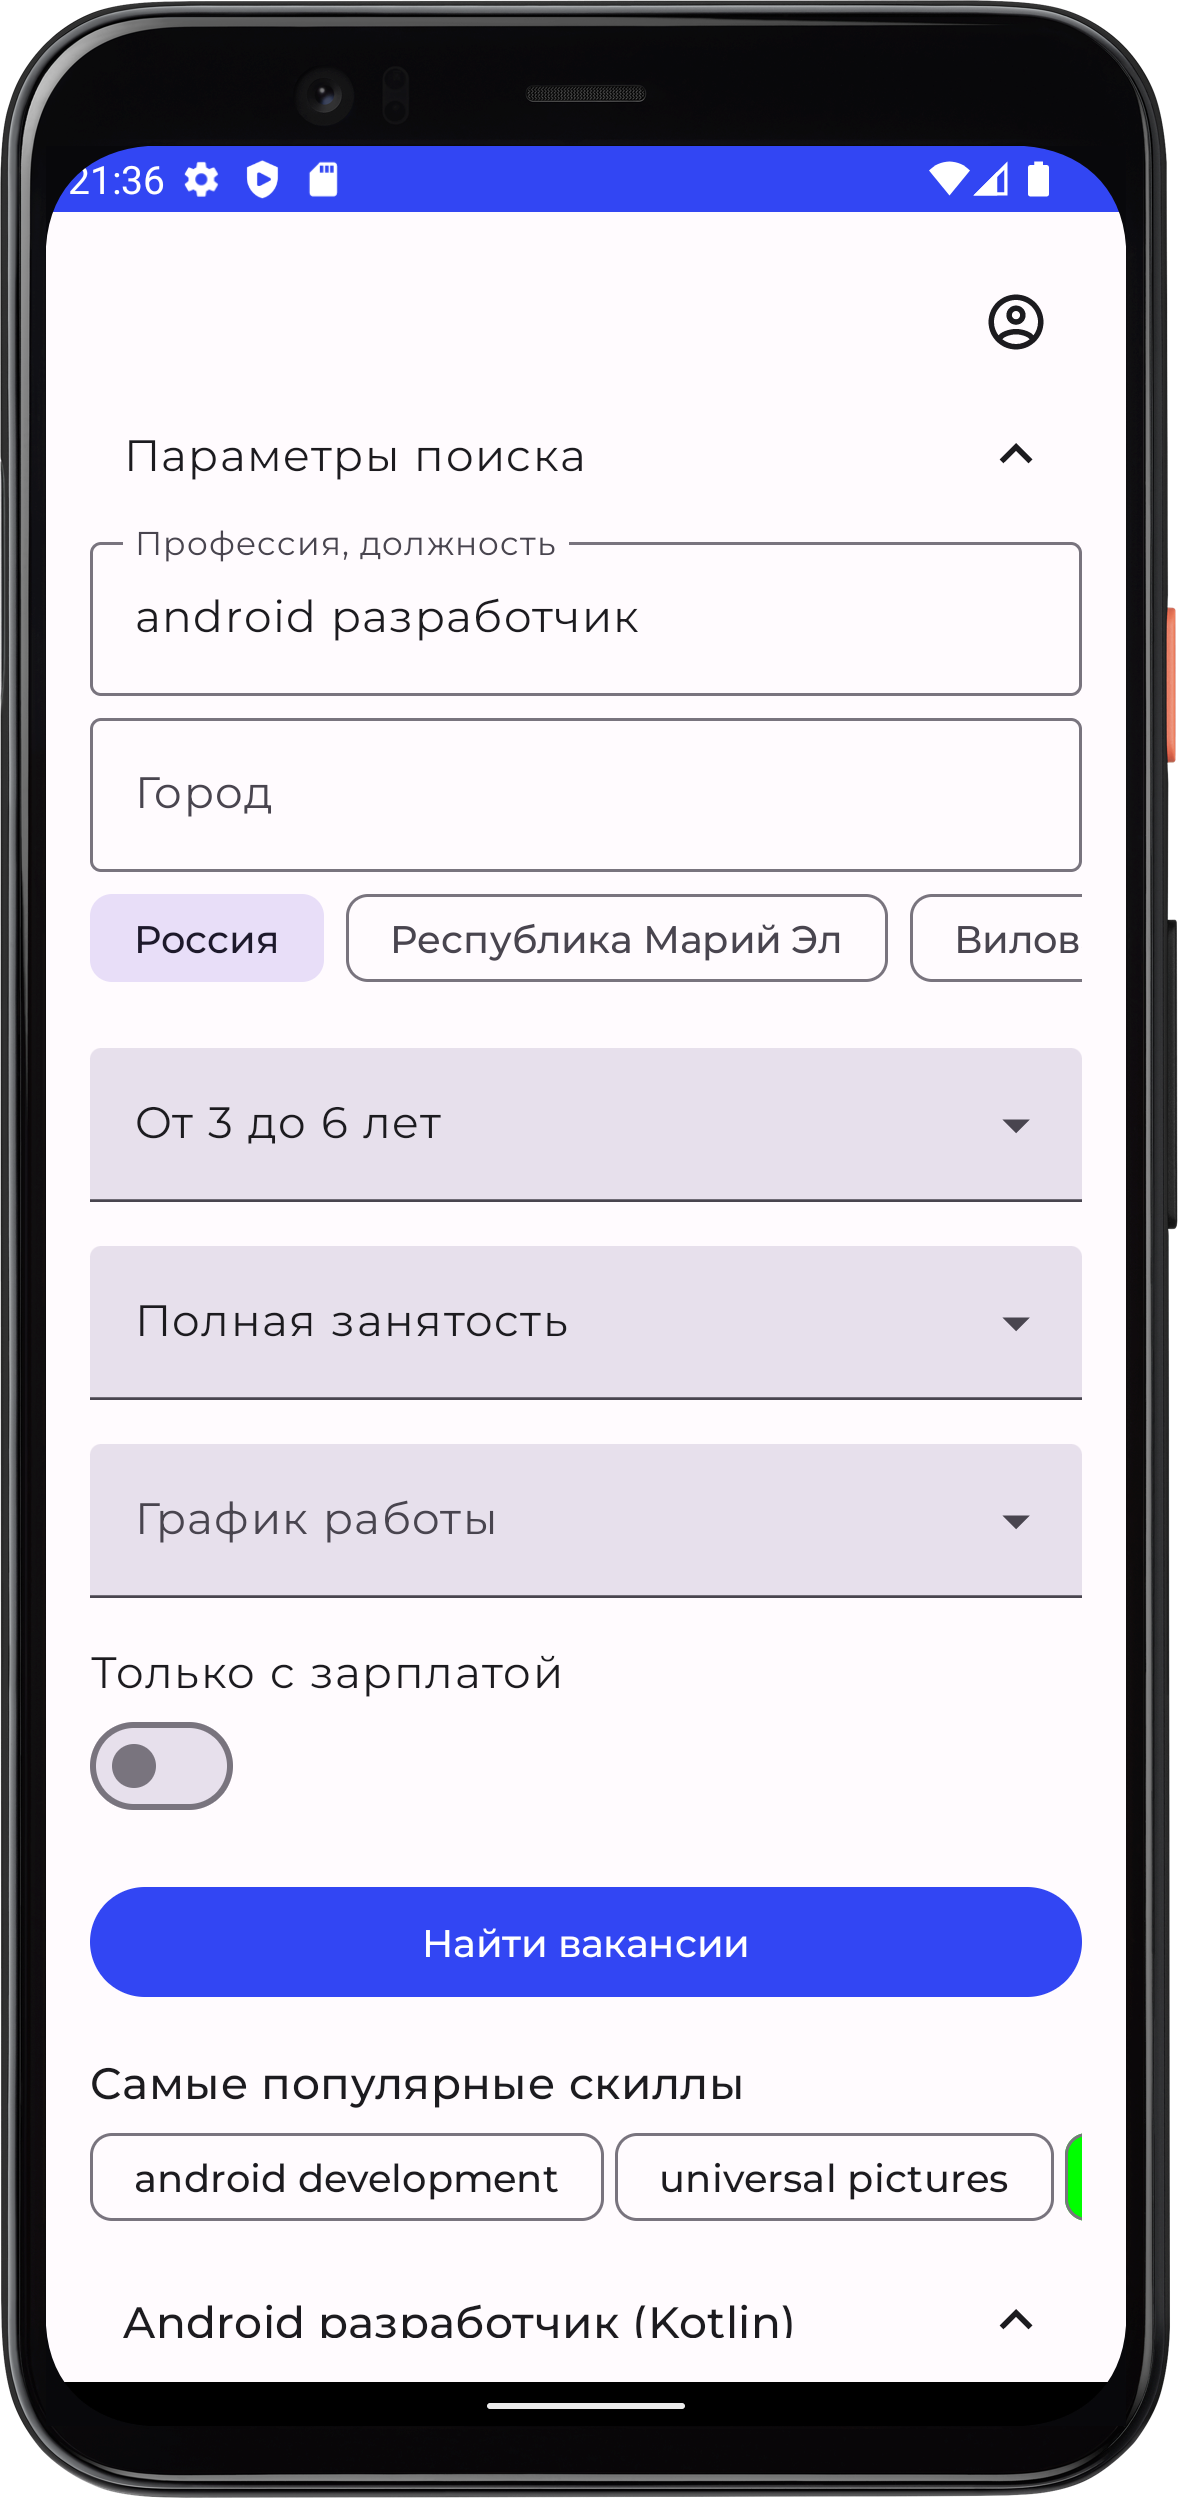 21:36
Параметры поиска
Профессия, должность
android разработчик
Город
Россия Республика Марий Эл Вилов
От 3 до 6 лет
Полная занятость
График работы
Только с зарплатой
Найти вакансии
Самые популярные скиллы
android development universal pictures
Android разработчик (Kotlin)